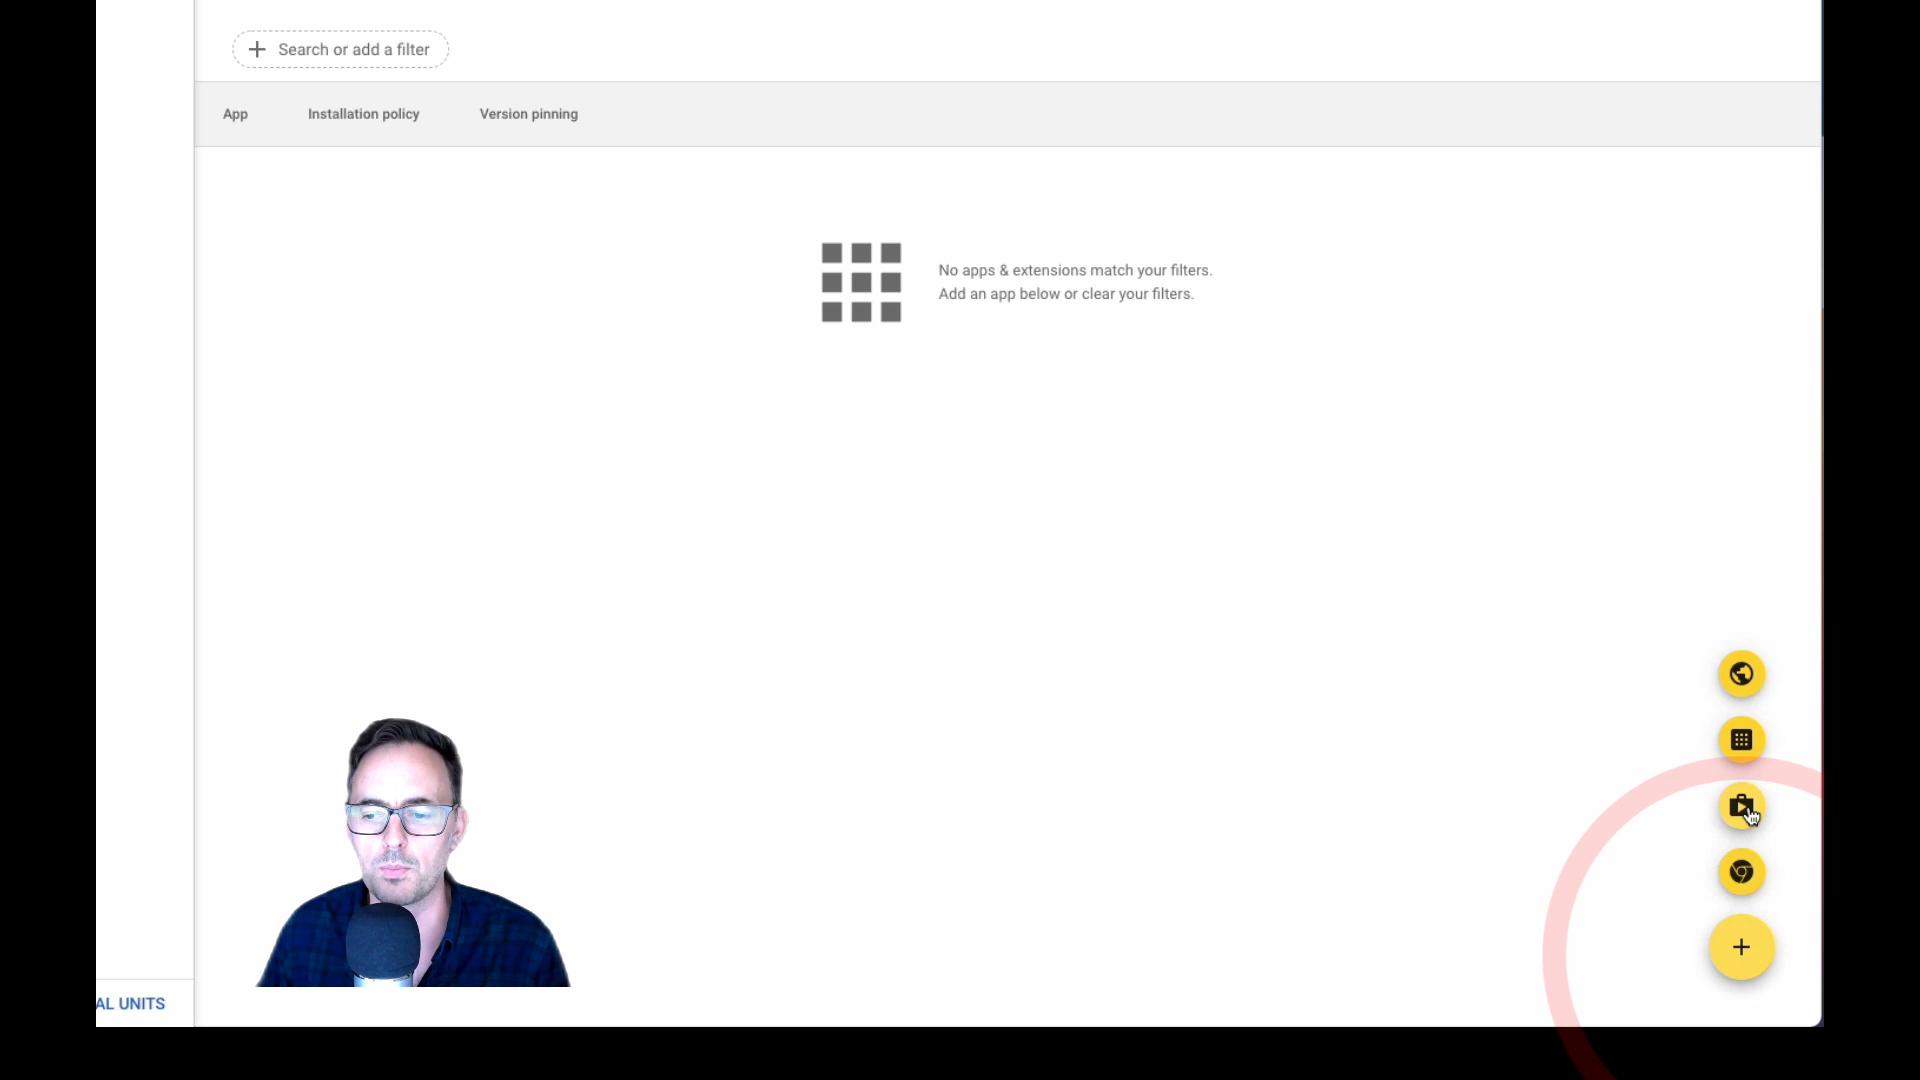 Search or add a filter
App Installation policy Version pinning
No apps & extensions match your filters.
Add an app below or clear your filters.
AL UNITS